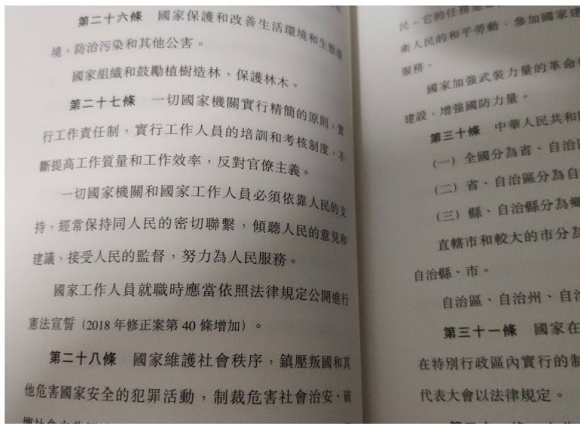 第二十六條 國家保護和改善生活環境和生態環
境、防治污染和其他公害。
國家組織和鼓勵植樹造林，保護林木。
第二十七條 一切國家機關實行精簡的原則，實
行工作責任制，實行工作人員的培訓和考核制度，不
斷提高工作質量和工作效率，反對官僚主義。
一切國家機關和國家工作人員必須依靠人民的支
持，經常保持同人民的密切聯繫，傾聽人民的意見和
建議，接受人民的監督，努力為人民服務。
國家工作人員就職時應當依照法律規定公開進行
憲法宣誓（2018 年修正案第 40 條增加）。
第二十八條 國家維護社會秩序，鎮壓叛國和其
他危害國家安全的犯罪活動，制裁危害社會治安、破
民。它的任務
衛人民的和平勞動，參加國家建
服務。
國家加強武裝力量的革命
建設，增強國防力量。
第三十條 中華人民共和
（一）全國分為省、自治
（二）省、自治區分為自
（三）縣、自治縣分為鄉
直轄市和較大的市分為
自治縣、市。
自治區、自治州、自治
第三十一條 國家在
在特別行政區內實行的制
代表大會以法律規定。